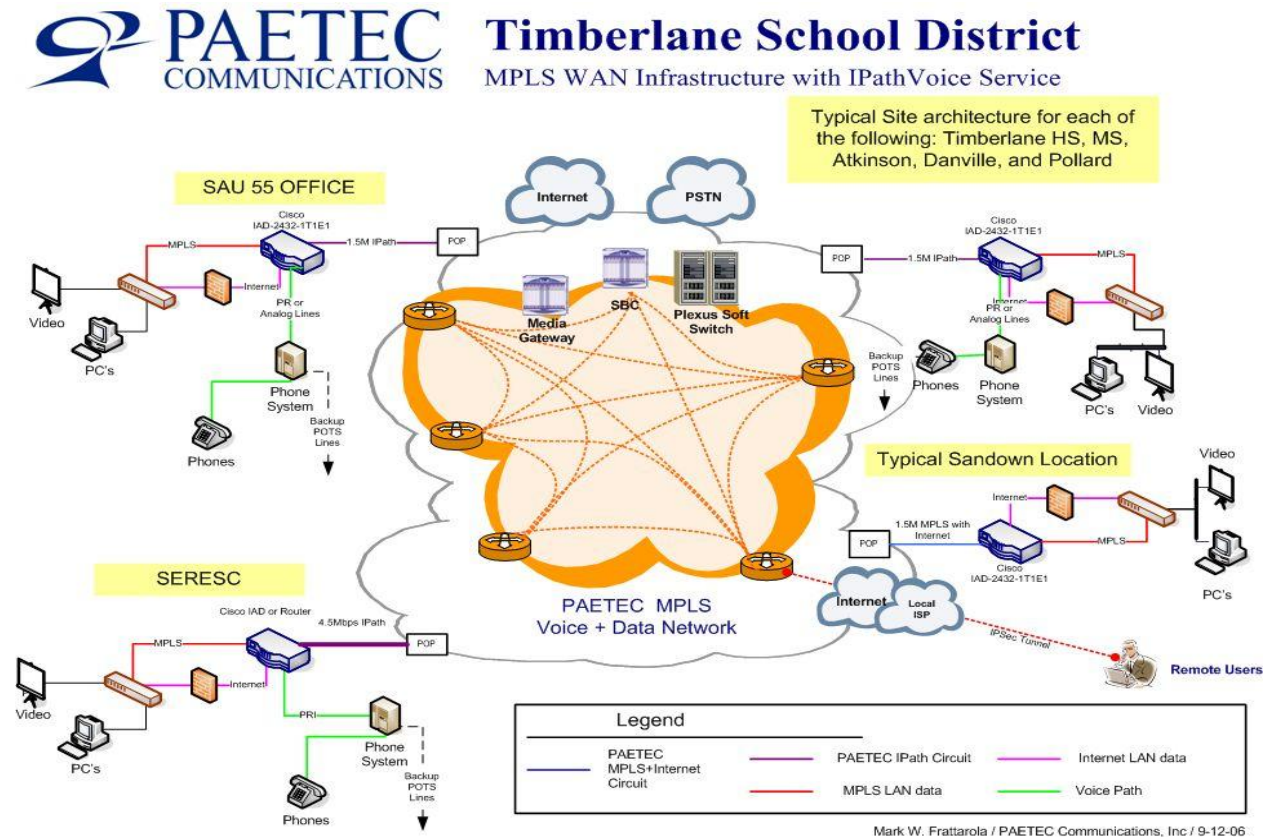 PAETEC
COMMUNICATIONS
Timberlane School District
MPLS WAN Infrastructure with IPathVoice Service
Typical Site architecture for each of
the following: Timberlane HS, MS,
Atkinson, Danville, and Pollard
SAU 55 OFFICE
Cisco
IAD-2432-1T1E1
MPLS
1.5M IPath
POP
Internet
PR or
Analog Lines
Video
PC's
Phone
System
Backup
POTS
Lines
Phones
Internet
PSTN
Media
Gateway
SBC
Plexus Soft
Switch
PAETEC MPLS
Voice + Data Network
POP
1.5M IPath
Cisco
IAD-2432-1T1E1
MPLS
Internet
PR or
Analog Lines
Backup
POTS
Lines
Phones
Phone
System
PC's
Video
Typical Sandown Location
Video
Internet
1.5M MPLS with
Internet
POP
MPLS
Cisco
IAD-2432-1T1E1
PC's
Internet
Local
ISP
IPSec Tunnel
Remote Users
SERESC
Cisco IAD or Router
4.5Mbps IPath
POP
MPLS
Internet
Video
PC's
PRI
Phone
System
Backup
POTS
Lines
Phones
Legend
PAETEC
MPLS+Internet
Circuit
PAETEC IPath Circuit
Internet LAN data
MPLS LAN data
Voice Path
Mark W. Frattarola / PAETEC Communications, Inc / 9-12-06